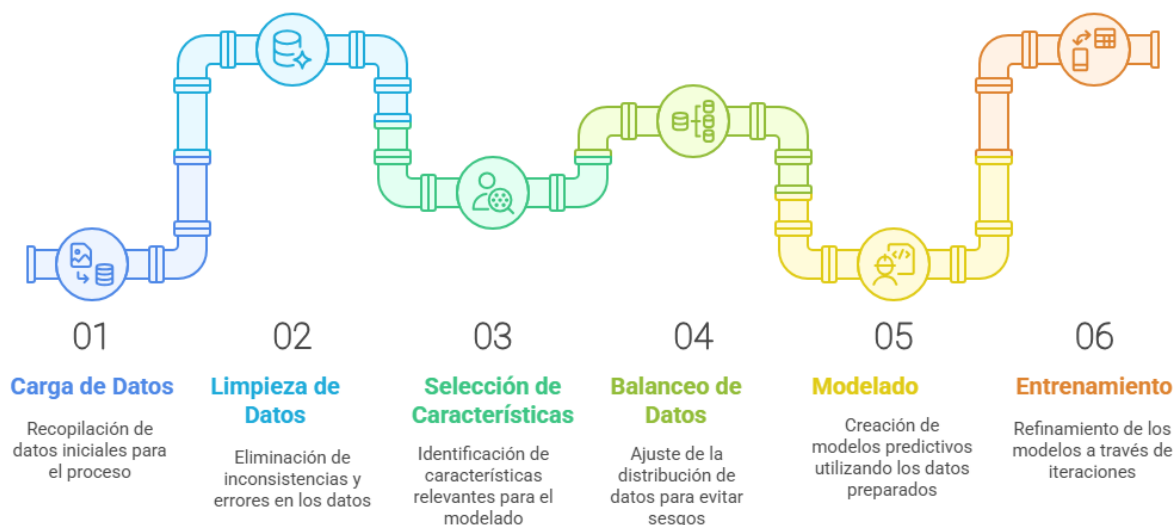 01
Carga de Datos
Recopilación de
datos iniciales para
el proceso
02
Limpieza de
Datos
Eliminación de
inconsistencias y
errores en los datos
03
Selección de
Características
Identificación de
características
relevantes para el
modelado
04
Balanceo de
Datos
Ajuste de la
distribución de
datos para evitar
sesgos
05
Modelado
Creación de
modelos predictivos
utilizando los datos
preparados
06
Entrenamiento
Refinamiento de los
modelos a través de
iteraciones